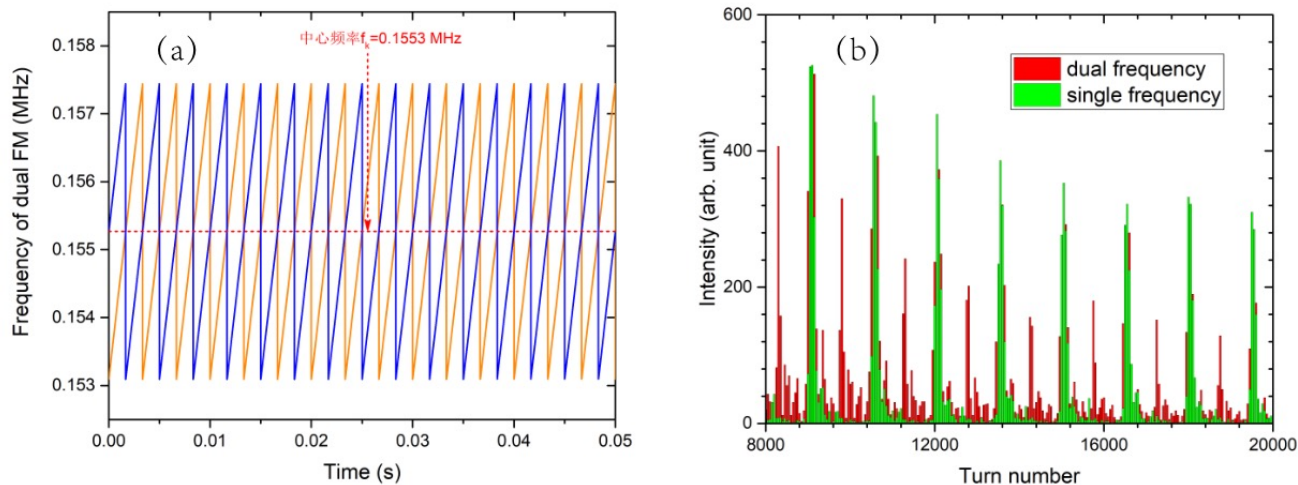 (a)
中心频率fk=0.1553 MHz
Frequency of dual FM (MHz)
0.158
0.157
0.156
0.155
0.154
0.153
0.00
0.01
0.02
0.03
0.04
0.05
Time (s)
(b)
dual frequency
single frequency
Intensity (arb. unit)
600
400
200
0
8000
12000
16000
20000
Turn number